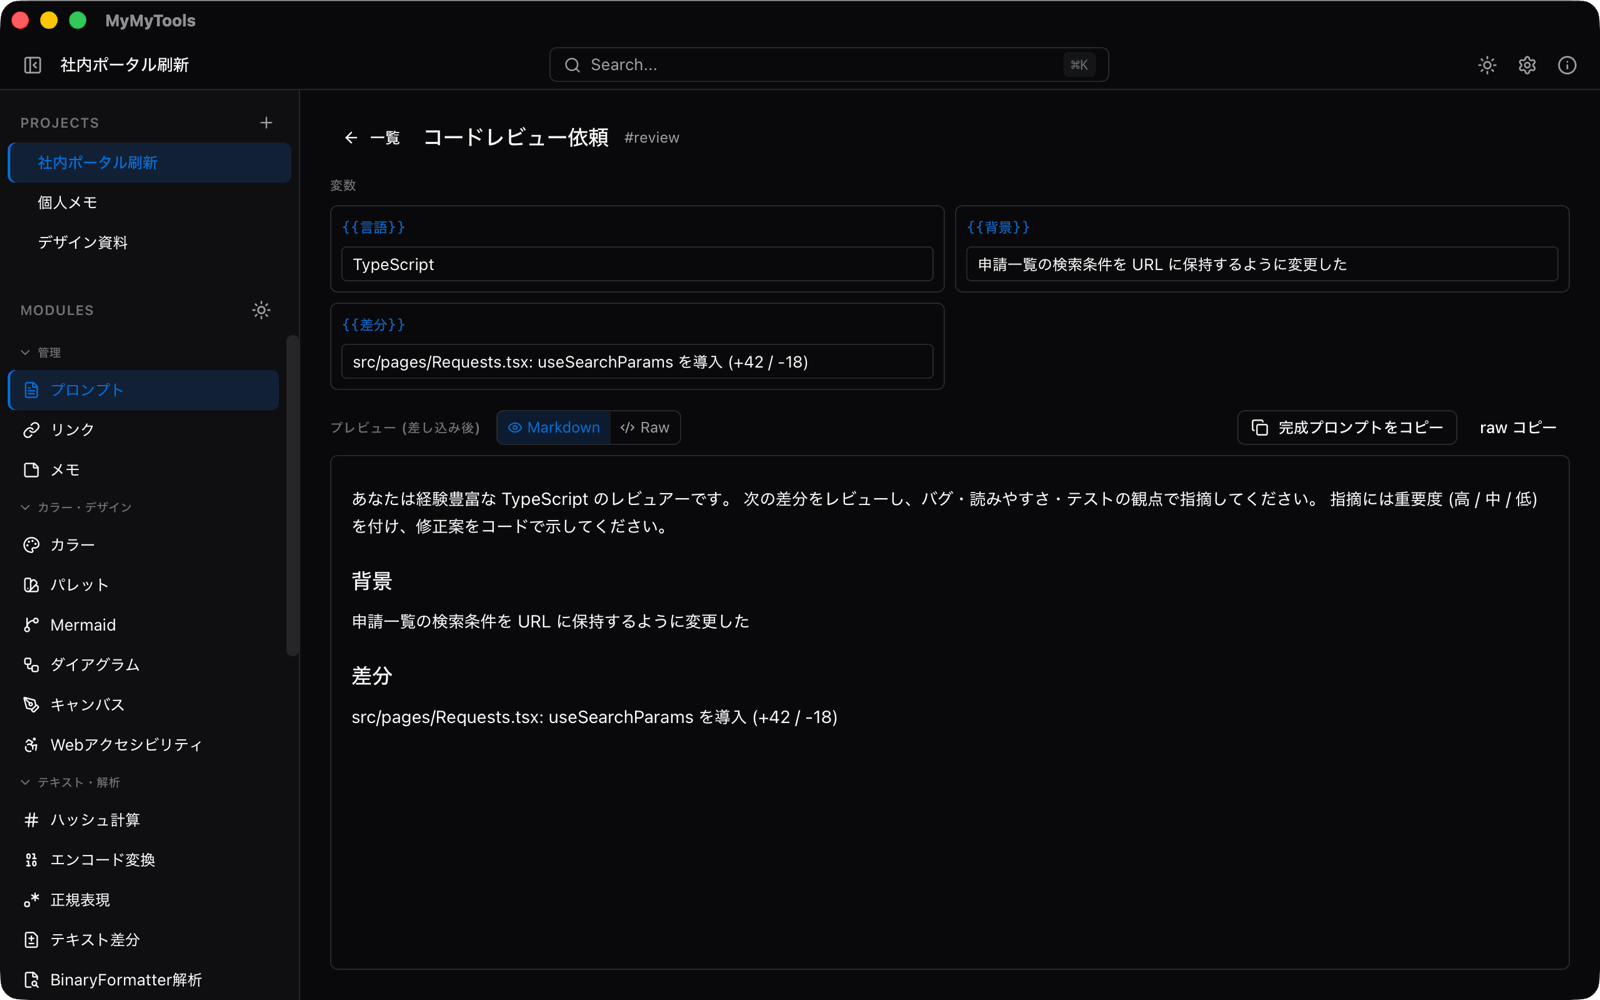 MyMyTools
社内ポータル刷新
Search...
⌘K
PROJECTS
社内ポータル刷新
個人メモ
デザイン資料
MODULES
管理
プロンプト
リンク
メモ
カラー・デザイン
カラー
パレット
Mermaid
ダイアグラム
キャンバス
Webアクセシビリティ
テキスト・解析
ハッシュ計算
エンコード変換
正規表現
テキスト差分
BinaryFormatter解析
一覧
コードレビュー依頼
#review
変数
{{言語}}
TypeScript
{{背景}}
申請一覧の検索条件を URL に保持するように変更した
{{差分}}
src/pages/Requests.tsx: useSearchParams を導入 (+42 / -18)
プレビュー (差し込み後)
Markdown
Raw
完成プロンプトをコピー
raw コピー
あなたは経験豊富な TypeScript のレビュアーです。 次の差分をレビューし、バグ・読みやすさ・テストの観点で指摘してください。 指摘には重要度 (高 / 中 / 低)
を付け、修正案をコードで示してください。
背景
申請一覧の検索条件を URL に保持するように変更した
差分
src/pages/Requests.tsx: useSearchParams を導入 (+42 / -18)